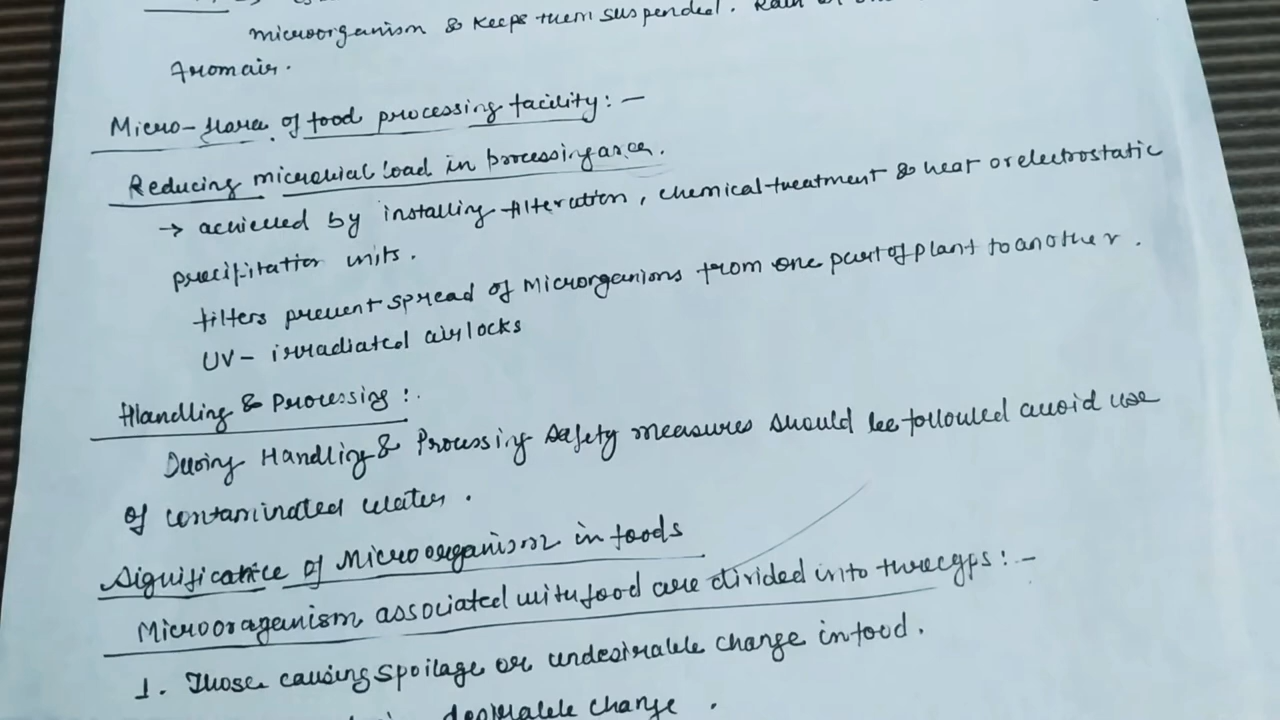 microorganism & Keeps them suspended. Rain
from air.
Micro-flora of food processing facility:-
Reducing microbial load in processing area.
→ achieved by installing filteration, chemical treatment & heat or electrostatic
precipitation units.
filters prevent spread of Microrganions from one part of plant to another.
UV- irradiated airlocks
Handling & Processing:
During Handling & Processing safety measures should be followed avoid use
of contaminated water.
Significance of Microorganism in foods
Microoraganism associated with food are divided into three gps:-
1. Those causing spoilage or undesirable change in food.
desirable change.